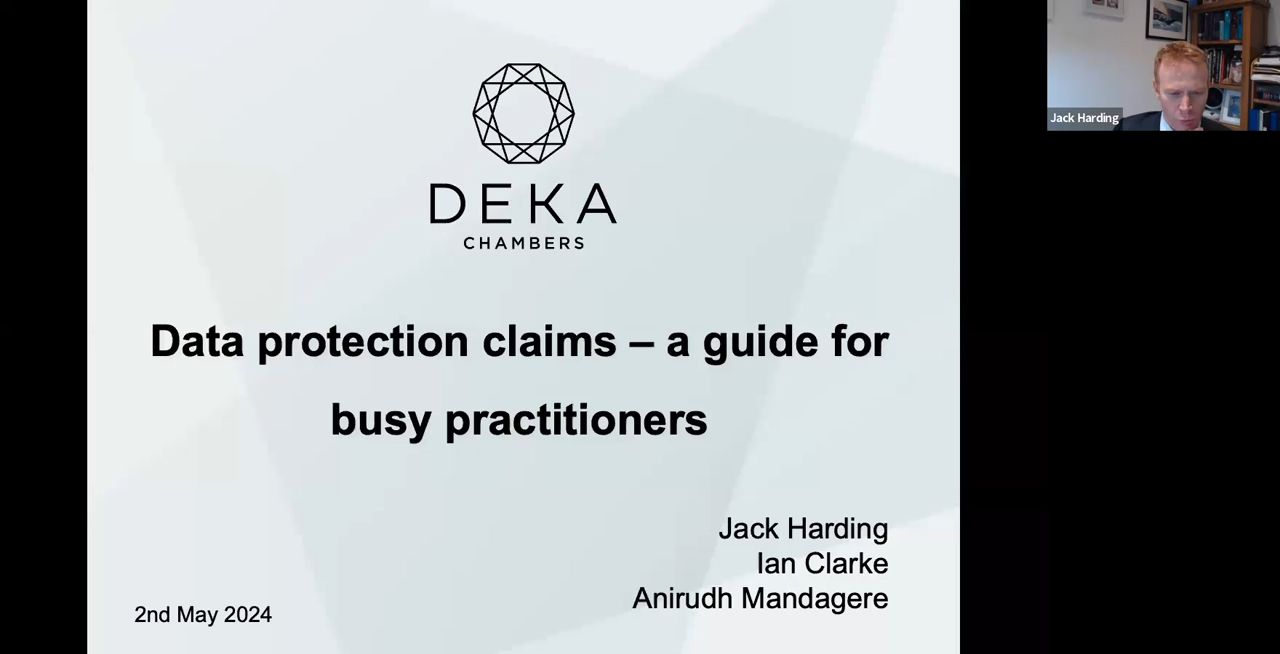 DEKA
CHAMBERS
Data protection claims – a guide for
busy practitioners
Jack Harding
Ian Clarke
Anirudh Mandagere
2nd May 2024
Jack Harding